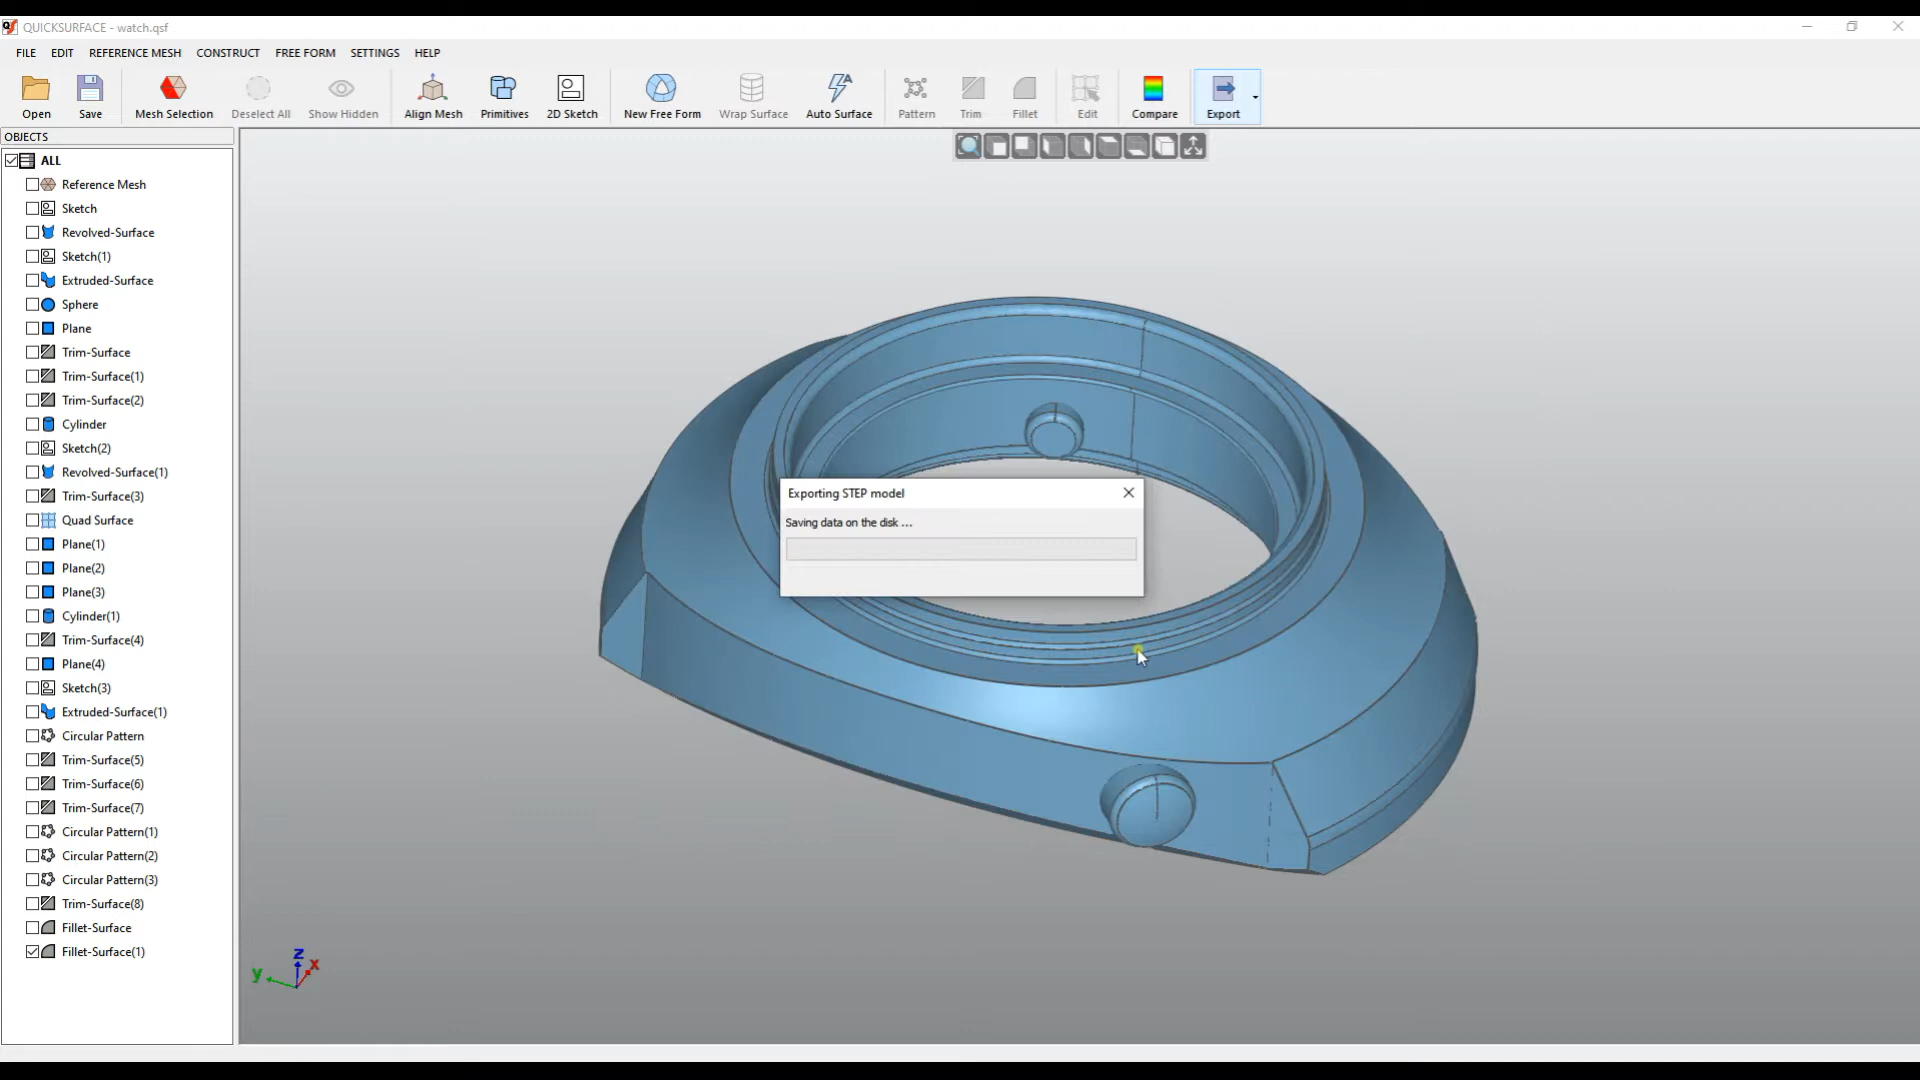 QUICKSURFACE - watch.qsf
FILE EDIT REFERENCE MESH CONSTRUCT FREE FORM SETTINGS HELP
Open Save Mesh Selection Deselect All Show Hidden Align Mesh Primitives 2D Sketch New Free Form Wrap Surface Auto Surface Pattern Trim Fillet Edit Compare Export
OBJECTS
ALL
Reference Mesh
Sketch
Revolved-Surface
Sketch(1)
Extruded-Surface
Sphere
Plane
Trim-Surface
Trim-Surface(1)
Trim-Surface(2)
Cylinder
Sketch(2)
Revolved-Surface(1)
Trim-Surface(3)
Quad Surface
Plane(1)
Plane(2)
Plane(3)
Cylinder(1)
Trim-Surface(4)
Plane(4)
Sketch(3)
Extruded-Surface(1)
Circular Pattern
Trim-Surface(5)
Trim-Surface(6)
Trim-Surface(7)
Circular Pattern(1)
Circular Pattern(2)
Circular Pattern(3)
Trim-Surface(8)
Fillet-Surface
Fillet-Surface(1)
Exporting STEP model
Saving data on the disk ...
z
x
y